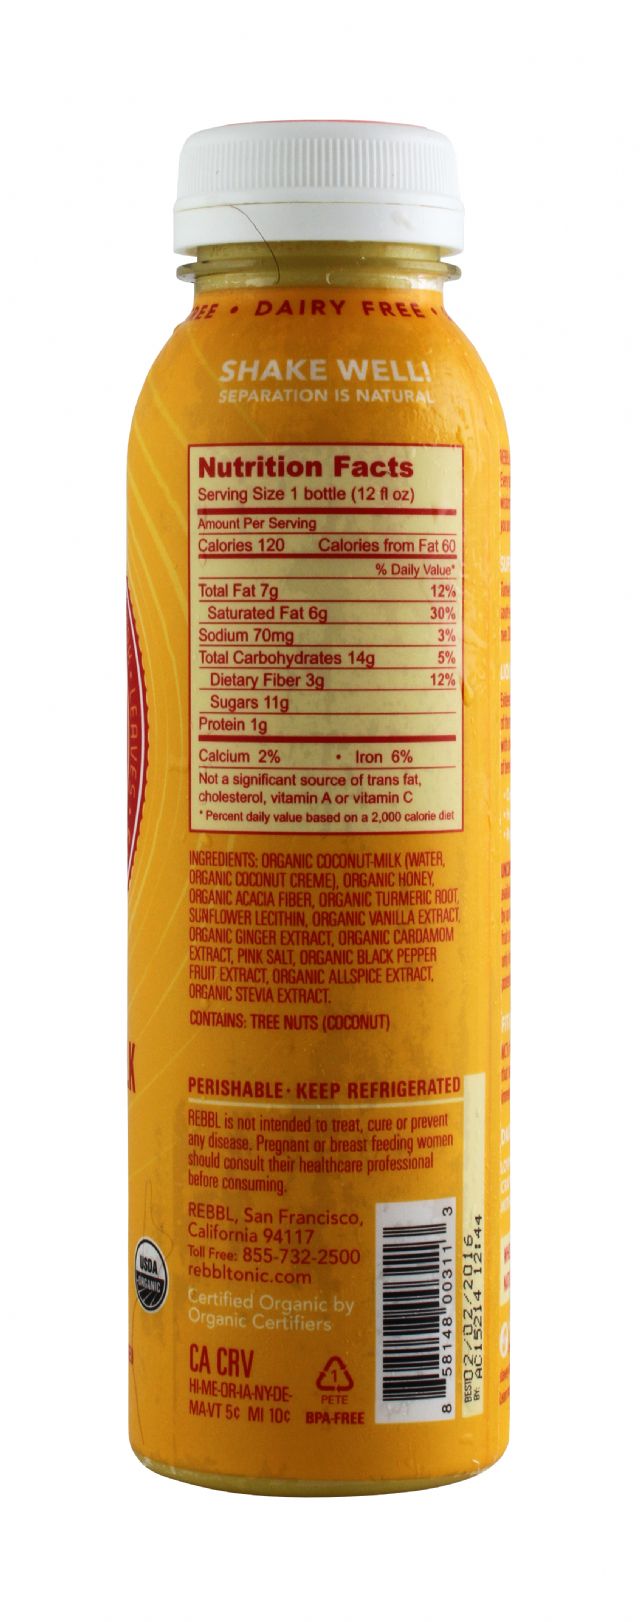 EE • DAIRY FREE •
SHAKE WELL!
SEPARATION IS NATURAL
Nutrition Facts
Serving Size 1 bottle (12 fl oz)
Amount Per Serving
Calories 120 Calories from Fat 60
% Daily Value*
Total Fat 7g 12%
Saturated Fat 6g 30%
Sodium 70mg 3%
Total Carbohydrates 14g 5%
Dietary Fiber 3g 12%
Sugars 11g
Protein 1g
Calcium 2% • Iron 6%
Not a significant source of trans fat,
cholesterol, vitamin A or vitamin C
* Percent daily value based on a 2,000 calorie diet
INGREDIENTS: ORGANIC COCONUT-MILK (WATER,
ORGANIC COCONUT CREME), ORGANIC HONEY,
ORGANIC ACACIA FIBER, ORGANIC TURMERIC ROOT,
SUNFLOWER LECITHIN, ORGANIC VANILLA EXTRACT,
ORGANIC GINGER EXTRACT, ORGANIC CARDAMOM
EXTRACT, PINK SALT, ORGANIC BLACK PEPPER
FRUIT EXTRACT, ORGANIC ALLSPICE EXTRACT,
ORGANIC STEVIA EXTRACT.
CONTAINS: TREE NUTS (COCONUT)
PERISHABLE · KEEP REFRIGERATED
REBBL is not intended to treat, cure or prevent
any disease. Pregnant or breast feeding women
should consult their healthcare professional
before consuming.
REBBL, San Francisco,
California 94117
Toll Free: 855-732-2500
rebbltonic.com
Certified Organic by
Organic Certifiers
CA CRV
HI-ME-OR-IA-NY-DE-
MA-VT 5¢ MI 10¢
1
PETE
BPA-FREE
8 58148 00311 3
BEST 02/02/2016
BY: AC15214 12:44
USDA
ORGANIC
LEAVES
K